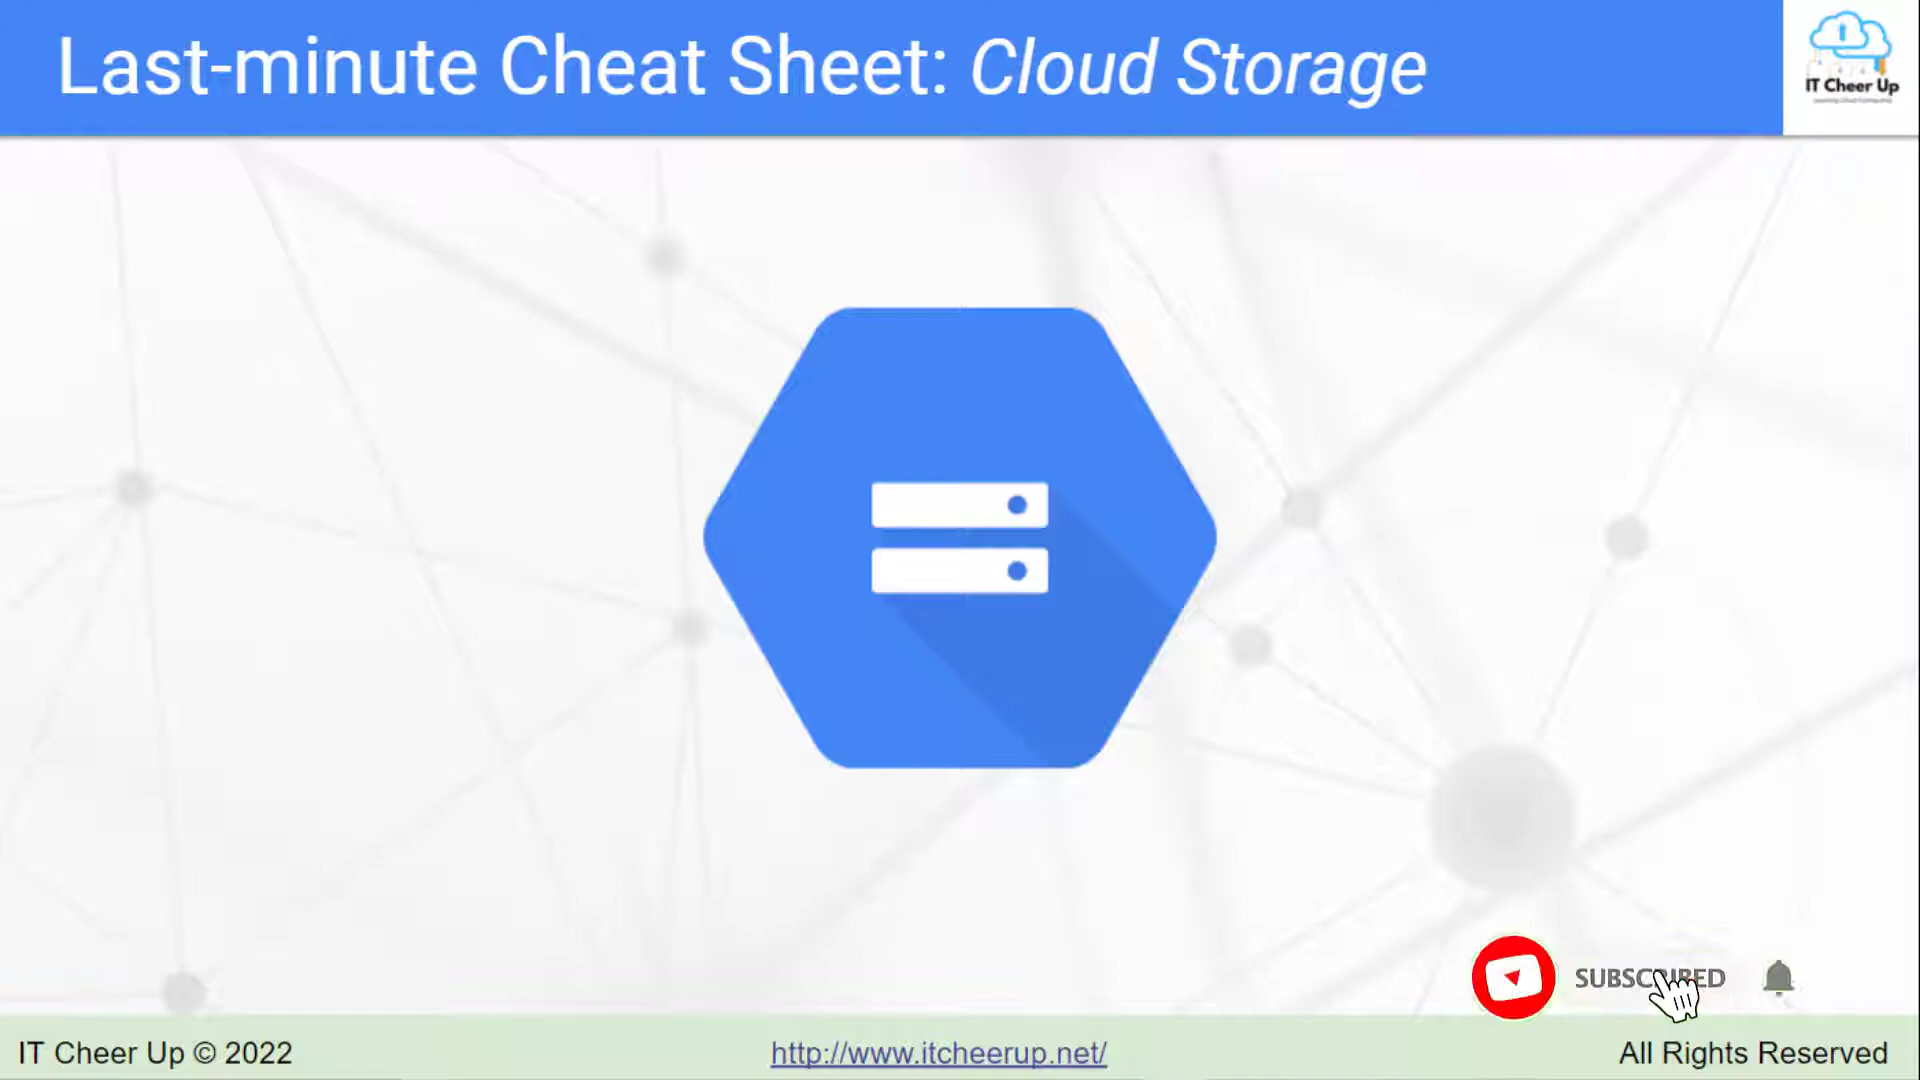 Last-minute Cheat Sheet: Cloud Storage
IT Cheer Up
SUBSCRIBED
IT Cheer Up © 2022
http://www.itcheerup.net/
All Rights Reserved